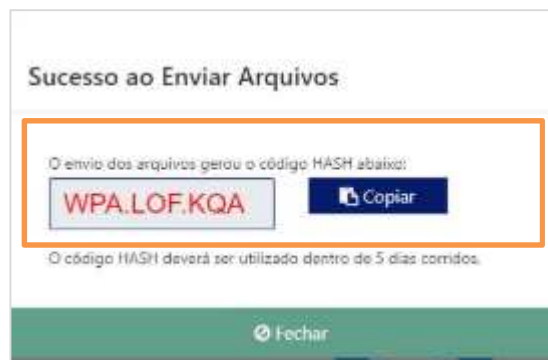 Sucesso ao Enviar Arquivos
O envio dos arquivos gerou o código HASH abaixo:
WPA.LOF.KQA Copiar
O código HASH deverá ser utilizado dentro de 5 dias corridos.
Fechar